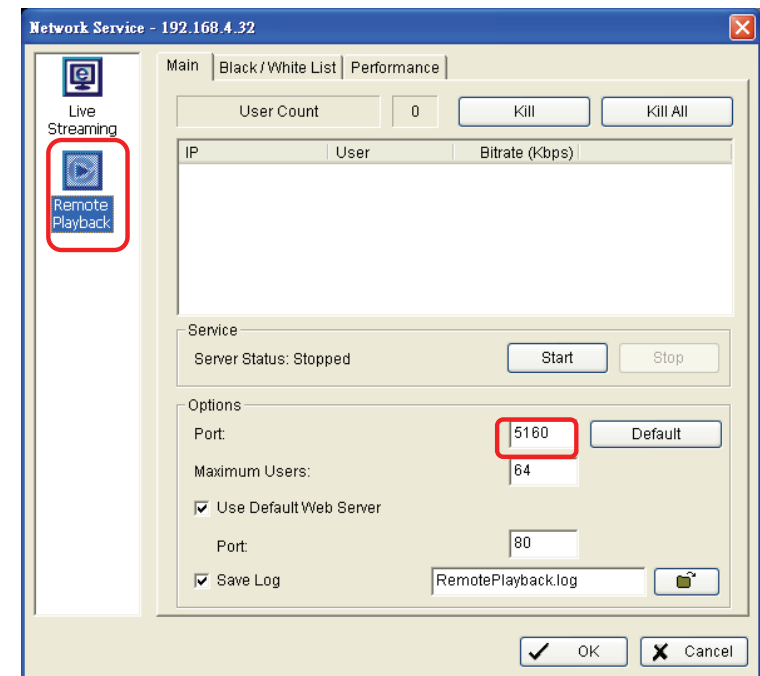 Network Service - 192.168.4.32
Live
Streaming
Remote
Playback
Main Black / White List Performance
User Count 0 Kill Kill All
IP User Bitrate (Kbps)
Service
Server Status: Stopped Start Stop
Options
Port: 5160 Default
Maximum Users: 64
Use Default Web Server
Port: 80
Save Log RemotePlayback.log
OK Cancel